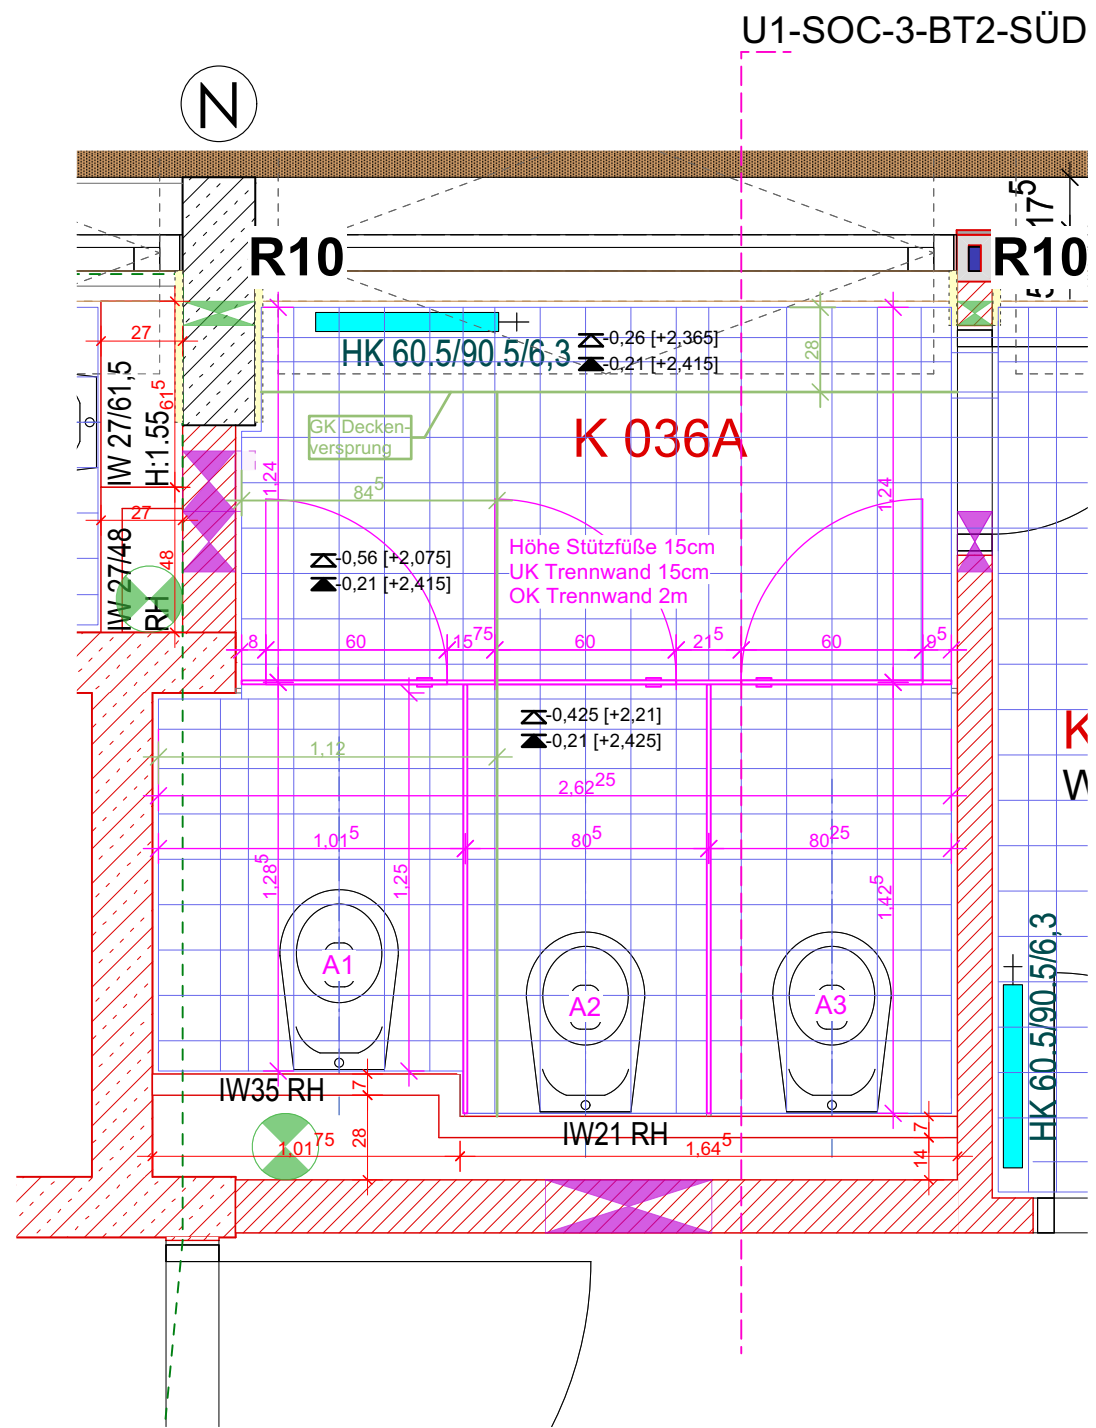 U1-SOC-3-BT2-SÜD
N
R10
R10
17⁵
HK 60.5/90.5/6,3
-0,26 [+2,365]
-0,21 [+2,415]
28
27
IW 27/61,5
H:1.55
61⁵
K 036A
GK Decken-
versprung
1,24
84⁵
1,24
27
IW 27/48
RH
48
-0,56 [+2,075]
-0,21 [+2,415]
Höhe Stützfüße 15cm
UK Trennwand 15cm
OK Trennwand 2m
8
60
15⁷⁵
60
21⁵
60
9⁵
-0,425 [+2,21]
-0,21 [+2,425]
K
W
1,12
2,62²⁵
1,01⁵
80⁵
80²⁵
1,28⁵
1,25
1,42⁵
A1
A2
A3
HK 60.5/90.5/6,3
IW35 RH
7
IW21 RH
7
1,01⁷⁵
28
1,64⁵
14